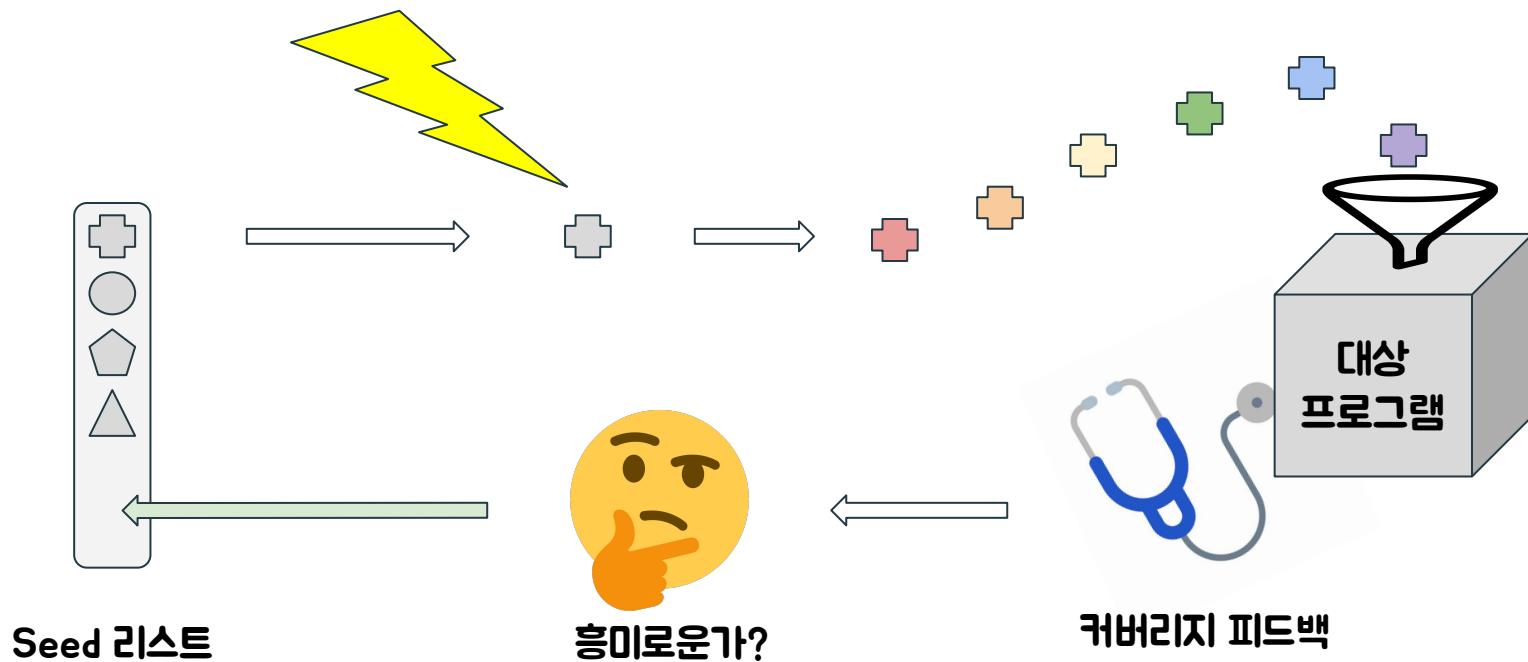 대상
프로그램
Seed 리스트
흥미로운가?
커버리지 피드백